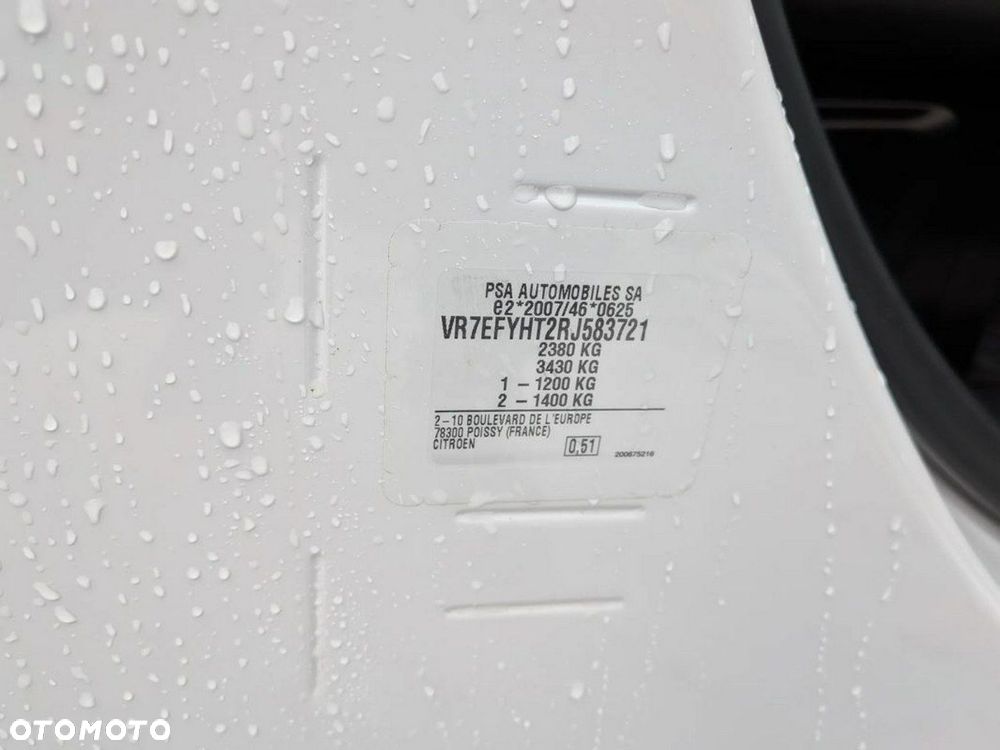 PSA AUTOMOBILES SA
e2*2007/46*0625
VR7EFYHT2RJ583721
2380 KG
3430 KG
1 – 1200 KG
2 – 1400 KG
2-10 BOULEVARD DE L'EUROPE
78300 POISSY (FRANCE)
CITROEN
0,51
200675216
OTOMOTO